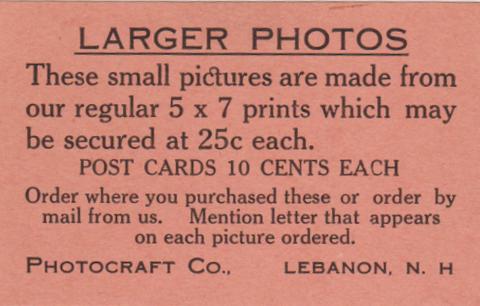 LARGER PHOTOS
These small pictures are made from
our regular 5 x 7 prints which may
be secured at 25c each.
POST CARDS 10 CENTS EACH
Order where you purchased these or order by
mail from us. Mention letter that appears
on each picture ordered.
PHOTOCRAFT CO., LEBANON, N. H